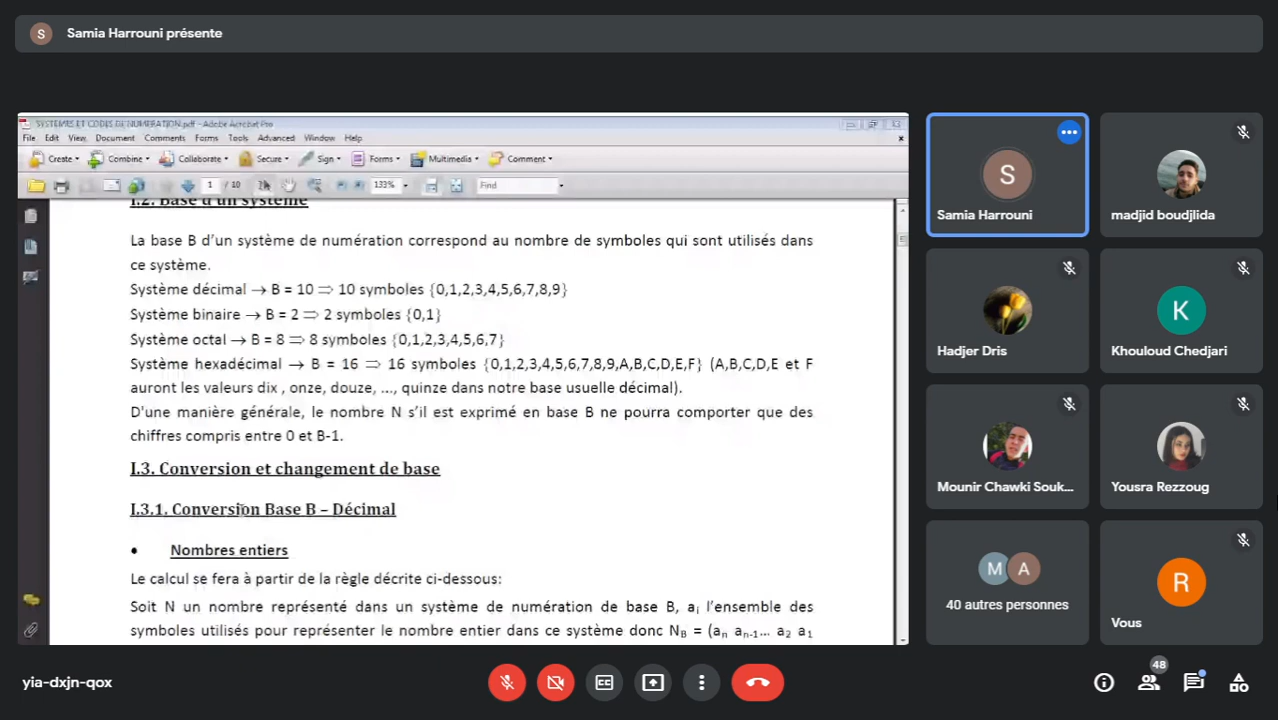 S
Samia Harrouni présente
SYSTEMES ET CODES DE NUMERATION.pdf - Adobe Acrobat Pro
File Edit View Document Comments Forms Tools Advanced Window Help
Create Combine Collaborate Secure Sign Forms Multimedia Comment
1 / 10 133% Find
I.2. Base d'un système
La base B d'un système de numération correspond au nombre de symboles qui sont utilisés dans
ce système.
Système décimal → B = 10 ⇒ 10 symboles {0,1,2,3,4,5,6,7,8,9}
Système binaire → B = 2 ⇒ 2 symboles {0,1}
Système octal → B = 8 ⇒ 8 symboles {0,1,2,3,4,5,6,7}
Système hexadécimal → B = 16 ⇒ 16 symboles {0,1,2,3,4,5,6,7,8,9,A,B,C,D,E,F} (A,B,C,D,E et F
auront les valeurs dix , onze, douze, ..., quinze dans notre base usuelle décimal).
D'une manière générale, le nombre N s'il est exprimé en base B ne pourra comporter que des
chiffres compris entre 0 et B-1.
I.3. Conversion et changement de base
I.3.1. Conversion Base B – Décimal
• Nombres entiers
Le calcul se fera à partir de la règle décrite ci-dessous:
Soit N un nombre représenté dans un système de numération de base B, ai l'ensemble des
symboles utilisés pour représenter le nombre entier dans ce système donc NB = (an an-1... a2 a1
S
Samia Harrouni
madjid boudjlida
Hadjer Dris
K
Khouloud Chedjari
Mounir Chawki Souk...
Yousra Rezzoug
M A
40 autres personnes
R
Vous
yia-dxjn-qox
CC
48